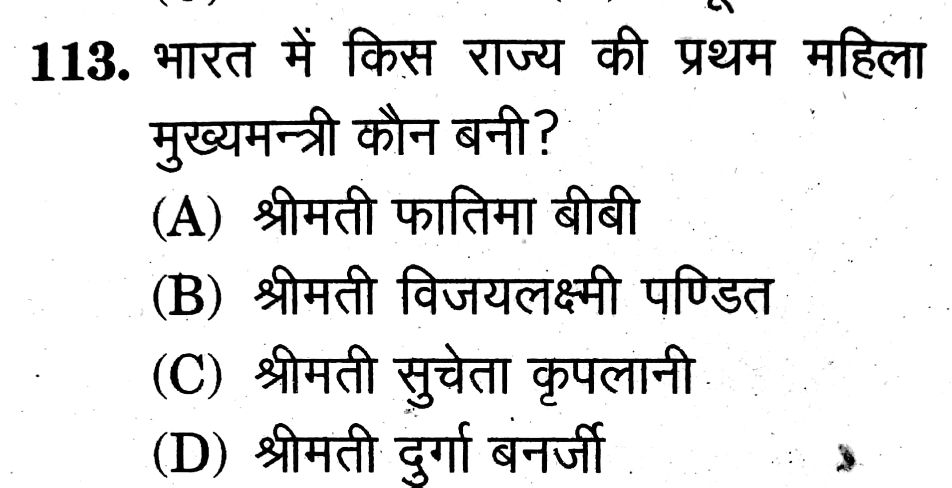 113. भारत में किस राज्य की प्रथम महिला
मुख्यमन्त्री कौन बनी?
(A) श्रीमती फातिमा बीबी
(B) श्रीमती विजयलक्ष्मी पण्डित
(C) श्रीमती सुचेता कृपलानी
(D) श्रीमती दुर्गा बनर्जी